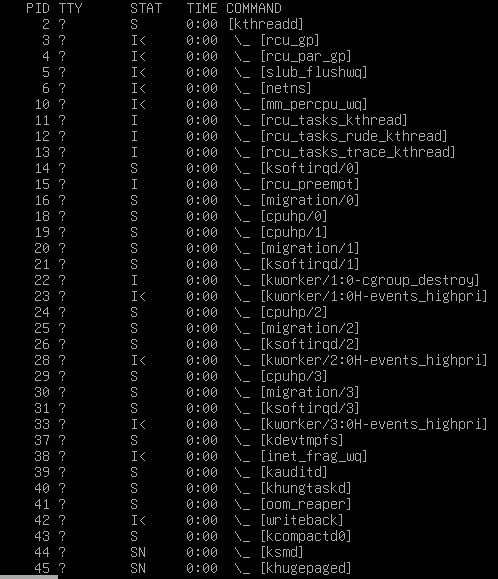 PID TTY      STAT   TIME COMMAND
    2 ?        S      0:00 [kthreadd]
    3 ?        I<     0:00  \_ [rcu_gp]
    4 ?        I<     0:00  \_ [rcu_par_gp]
    5 ?        I<     0:00  \_ [slub_flushwq]
    6 ?        I<     0:00  \_ [netns]
   10 ?        I<     0:00  \_ [mm_percpu_wq]
   11 ?        I      0:00  \_ [rcu_tasks_kthread]
   12 ?        I      0:00  \_ [rcu_tasks_rude_kthread]
   13 ?        I      0:00  \_ [rcu_tasks_trace_kthread]
   14 ?        S      0:00  \_ [ksoftirqd/0]
   15 ?        I      0:00  \_ [rcu_preempt]
   16 ?        S      0:00  \_ [migration/0]
   18 ?        S      0:00  \_ [cpuhp/0]
   19 ?        S      0:00  \_ [cpuhp/1]
   20 ?        S      0:00  \_ [migration/1]
   21 ?        S      0:00  \_ [ksoftirqd/1]
   22 ?        I      0:00  \_ [kworker/1:0-cgroup_destroy]
   23 ?        I<     0:00  \_ [kworker/1:0H-events_highpri]
   24 ?        S      0:00  \_ [cpuhp/2]
   25 ?        S      0:00  \_ [migration/2]
   26 ?        S      0:00  \_ [ksoftirqd/2]
   28 ?        I<     0:00  \_ [kworker/2:0H-events_highpri]
   29 ?        S      0:00  \_ [cpuhp/3]
   30 ?        S      0:00  \_ [migration/3]
   31 ?        S      0:00  \_ [ksoftirqd/3]
   33 ?        I<     0:00  \_ [kworker/3:0H-events_highpri]
   37 ?        S      0:00  \_ [kdevtmpfs]
   38 ?        I<     0:00  \_ [inet_frag_wq]
   39 ?        S      0:00  \_ [kauditd]
   40 ?        S      0:00  \_ [khungtaskd]
   41 ?        S      0:00  \_ [oom_reaper]
   42 ?        I<     0:00  \_ [writeback]
   43 ?        S      0:00  \_ [kcompactd0]
   44 ?        SN     0:00  \_ [ksmd]
   45 ?        SN     0:00  \_ [khugepaged]